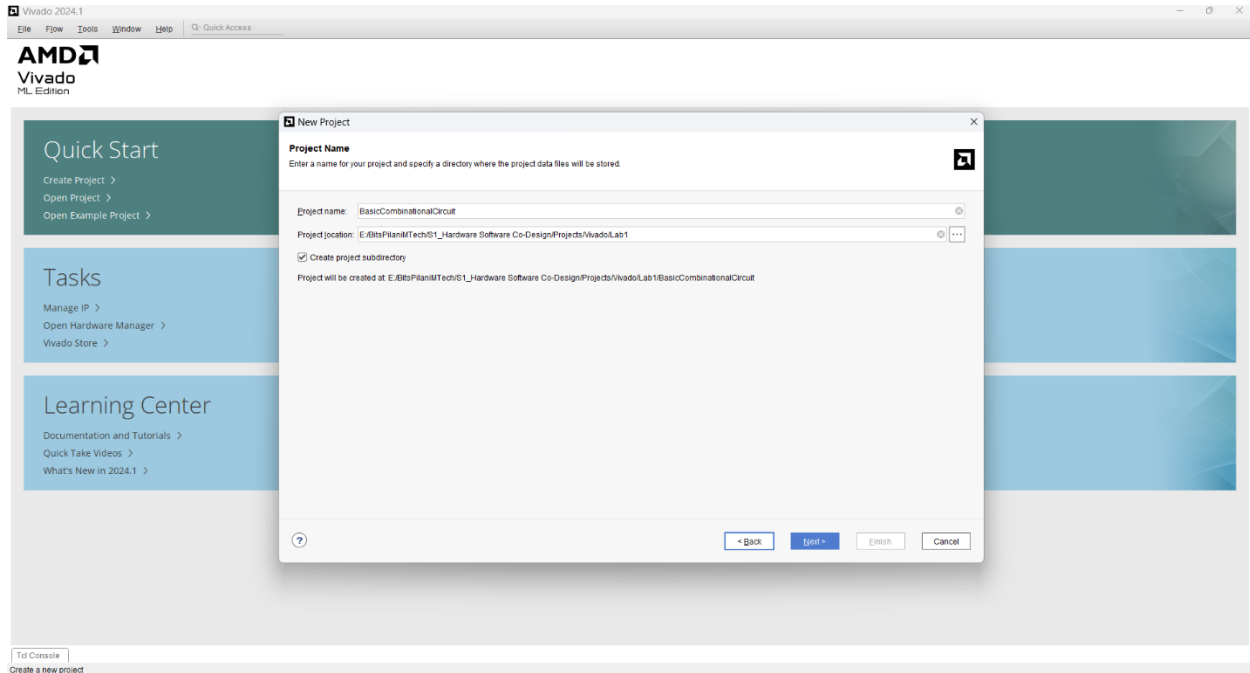 Vivado 2024.1
File Flow Tools Window Help Quick Access
AMD
Vivado
ML Edition
New Project
Project Name
Enter a name for your project and specify a directory where the project data files will be stored.
Project name: BasicCombinationalCircuit
Project location: E:/BitsPilaniMTech/S1_Hardware Software Co-Design/Projects/Vivado/Lab1
Create project subdirectory
Project will be created at: E:/BitsPilaniMTech/S1_Hardware Software Co-Design/Projects/Vivado/Lab1/BasicCombinationalCircuit
? < Back Next > Finish Cancel
Quick Start
Create Project >
Open Project >
Open Example Project >
Tasks
Manage IP >
Open Hardware Manager >
Vivado Store >
Learning Center
Documentation and Tutorials >
Quick Take Videos >
What's New in 2024.1 >
Tcl Console
Create a new project